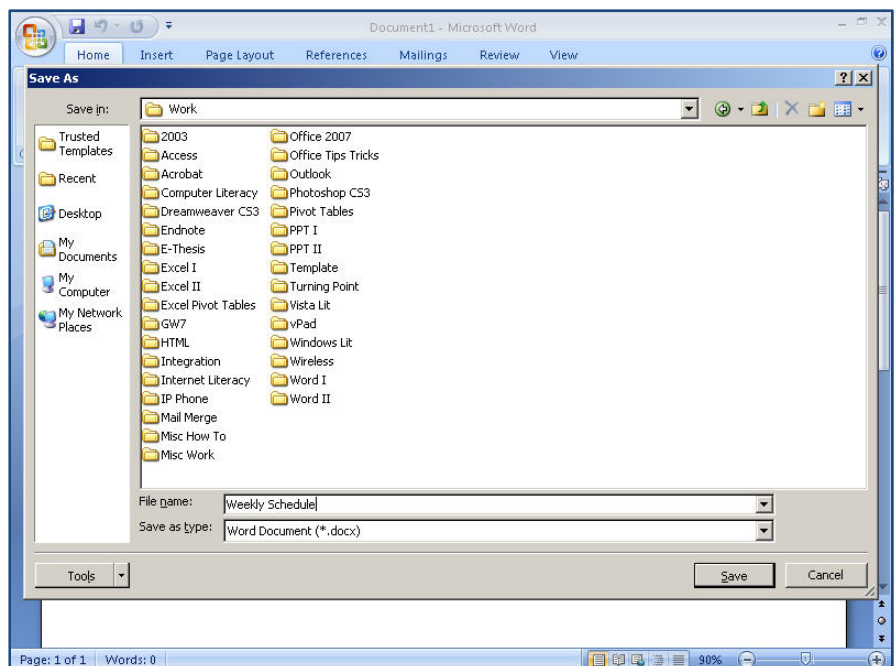 Document1 - Microsoft Word
Home Insert Page Layout References Mailings Review View
Save As
Save in: Work
Trusted Templates
Recent
Desktop
My Documents
My Computer
My Network Places
2003
Access
Acrobat
Computer Literacy
Dreamweaver CS3
Endnote
E-Thesis
Excel I
Excel II
Excel Pivot Tables
GW7
HTML
Integration
Internet Literacy
IP Phone
Mail Merge
Misc How To
Misc Work
Office 2007
Office Tips Tricks
Outlook
Photoshop CS3
Pivot Tables
PPT I
PPT II
Template
Turning Point
Vista Lit
vPad
Windows Lit
Wireless
Word I
Word II
File name: Weekly Schedule
Save as type: Word Document (*.docx)
Tools Save Cancel
Page: 1 of 1 Words: 0 90%